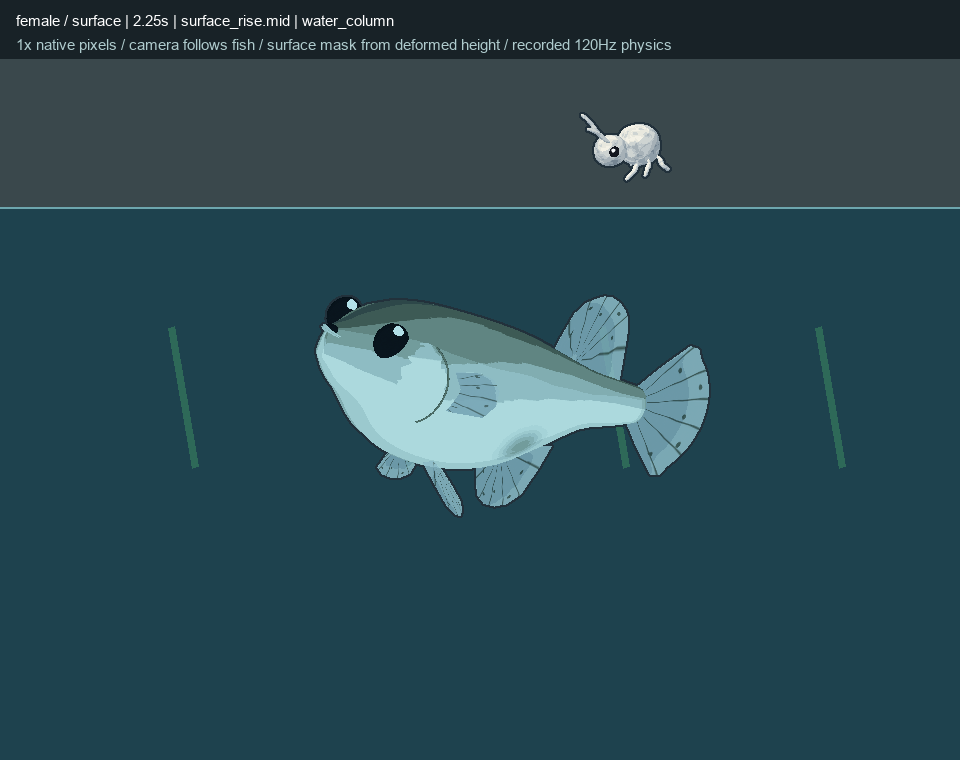 female / surface | 2.25s | surface_rise.mid | water_column
1x native pixels / camera follows fish / surface mask from deformed height / recorded 120Hz physics